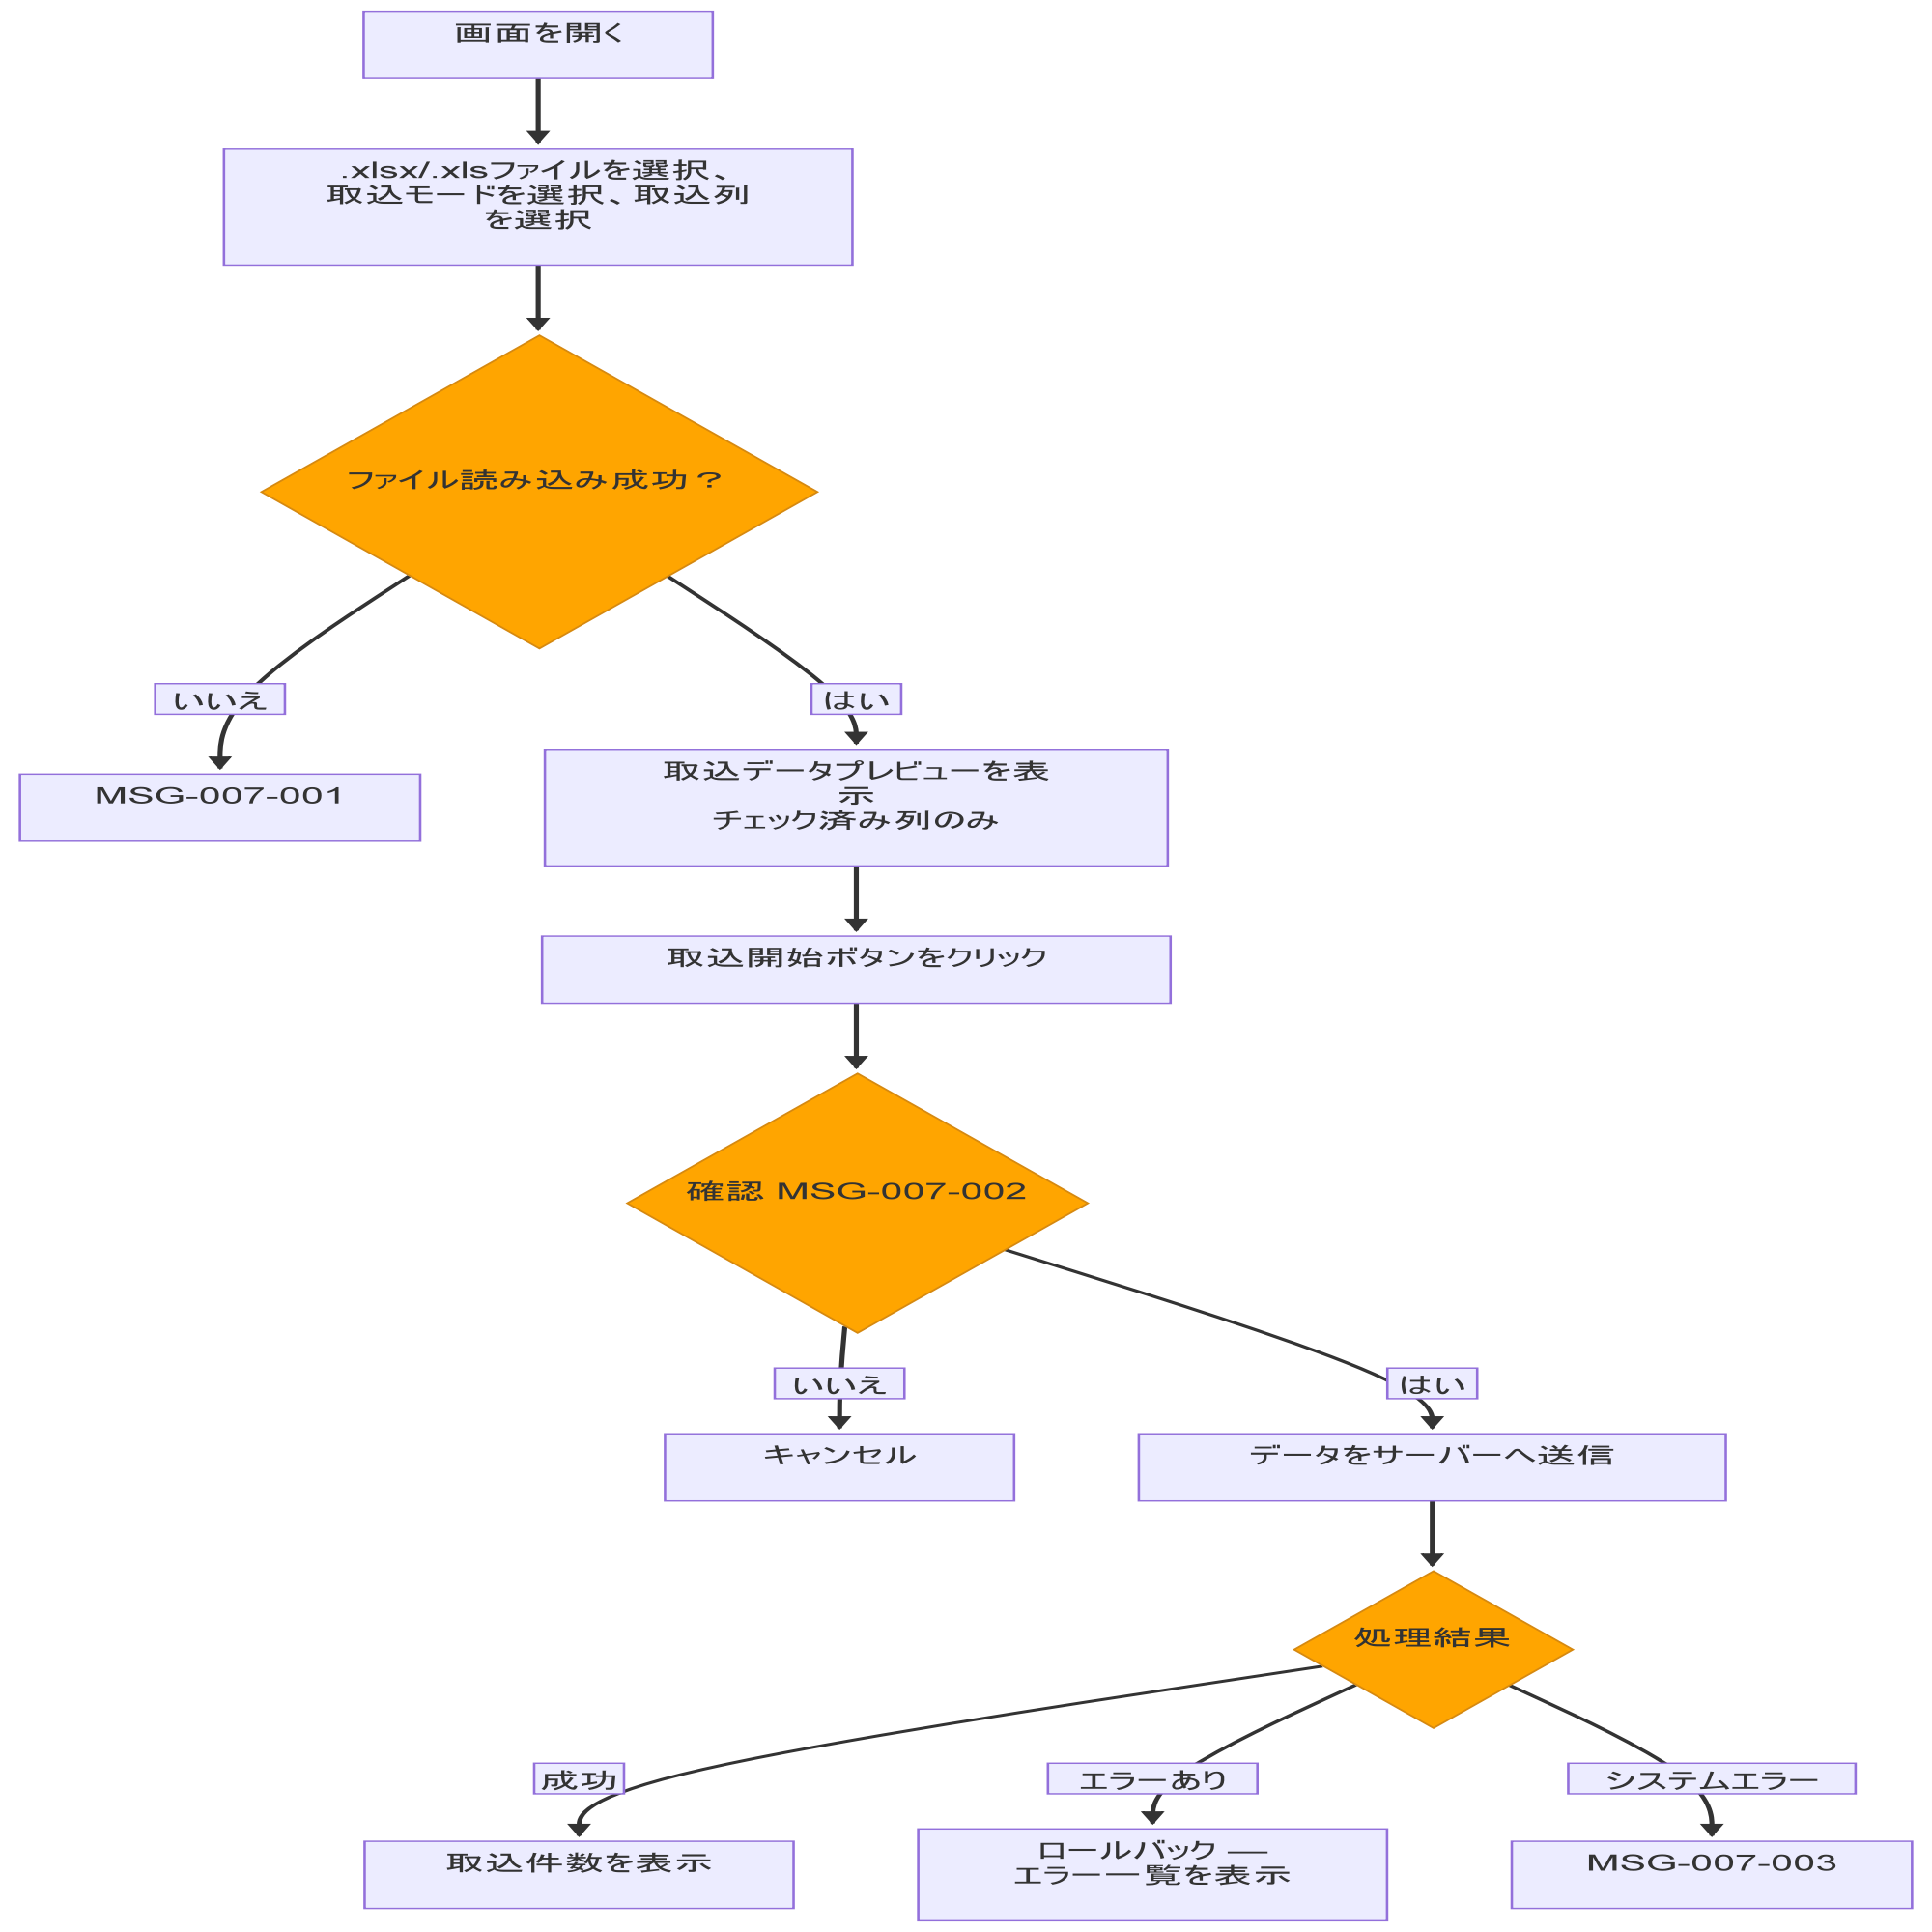 画面を開く
.xlsx/.xlsファイルを選択、
取込モードを選択、取込列
を選択
ファイル読み込み成功？
いいえ
はい
MSG-007-001
取込データプレビューを表
示
チェック済み列のみ
取込開始ボタンをクリック
確認 MSG-007-002
いいえ
はい
キャンセル
データをサーバーへ送信
処理結果
成功
エラーあり
システムエラー
取込件数を表示
ロールバック —
エラー一覧を表示
MSG-007-003